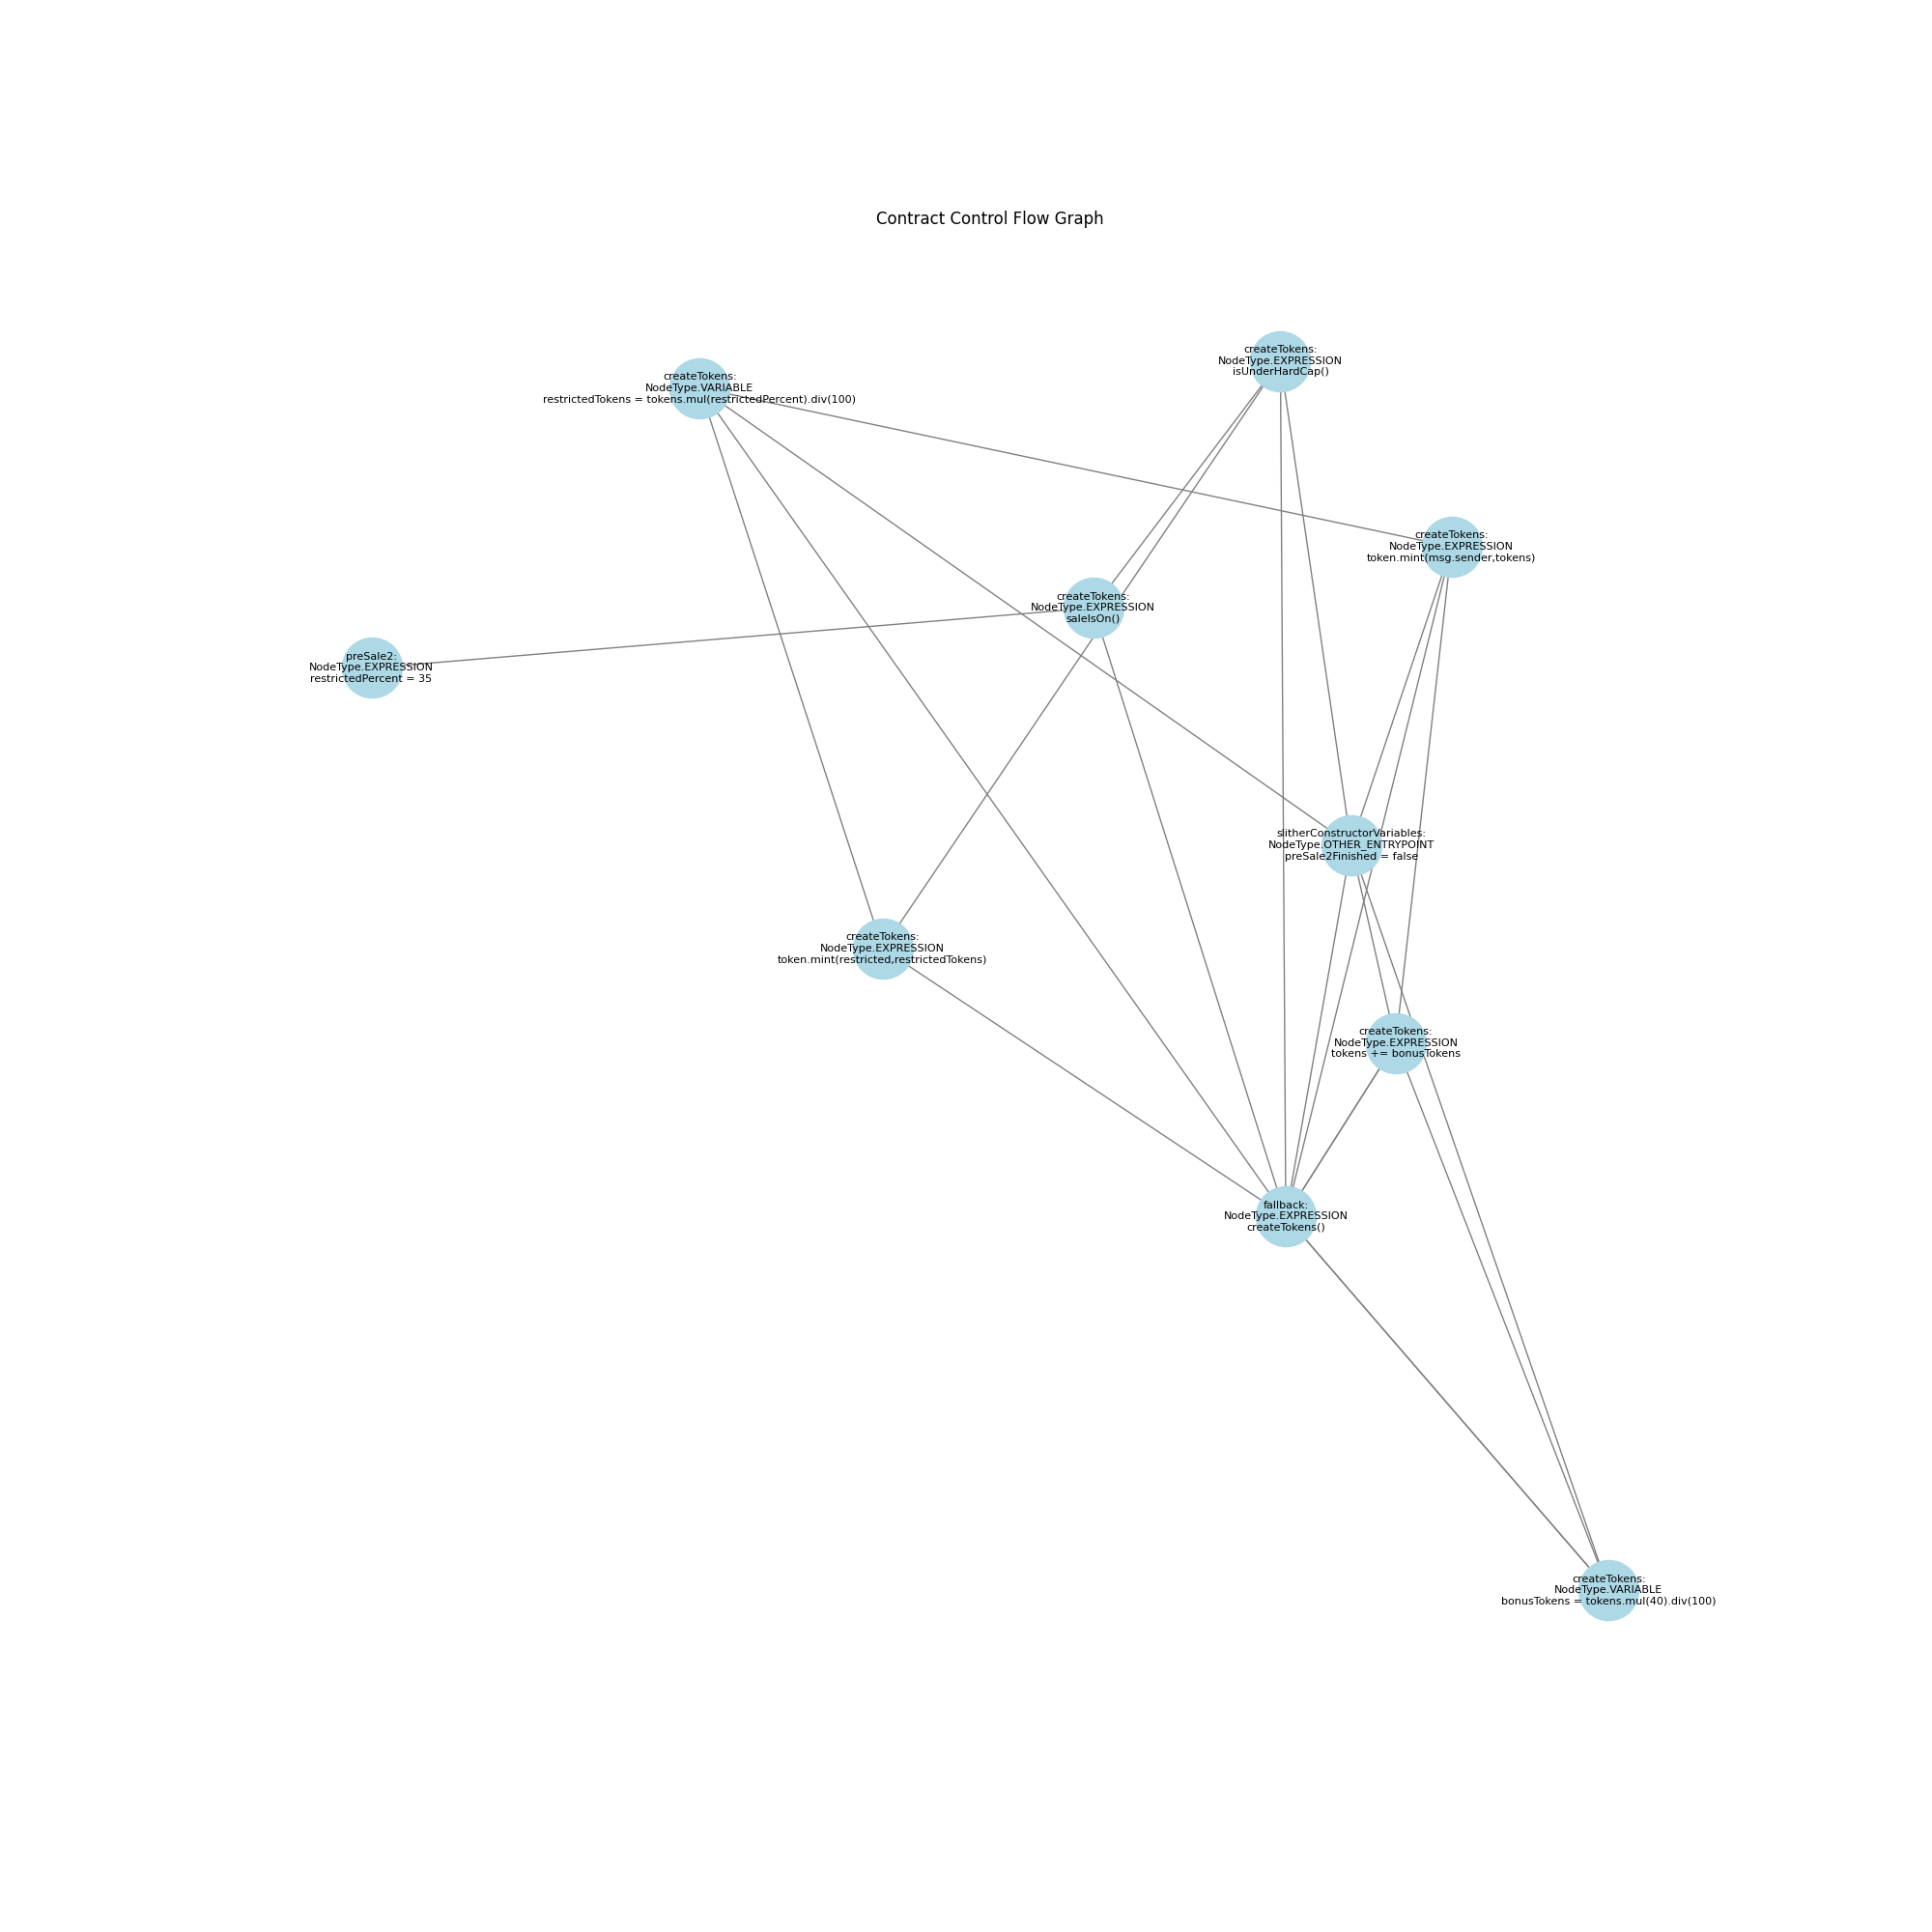 Contract Control Flow Graph
createTokens:
NodeType.EXPRESSION
isUnderHardCap()
createTokens:
NodeType.VARIABLE
restrictedTokens = tokens.mul(restrictedPercent).div(100)
createTokens:
NodeType.EXPRESSION
token.mint(msg.sender,tokens)
createTokens:
NodeType.EXPRESSION
saleIsOn()
preSale2:
NodeType.EXPRESSION
restrictedPercent = 35
slitherConstructorVariables:
NodeType.OTHER_ENTRYPOINT
preSale2Finished = false
createTokens:
NodeType.EXPRESSION
token.mint(restricted,restrictedTokens)
createTokens:
NodeType.EXPRESSION
tokens += bonusTokens
fallback:
NodeType.EXPRESSION
createTokens()
createTokens:
NodeType.VARIABLE
bonusTokens = tokens.mul(40).div(100)